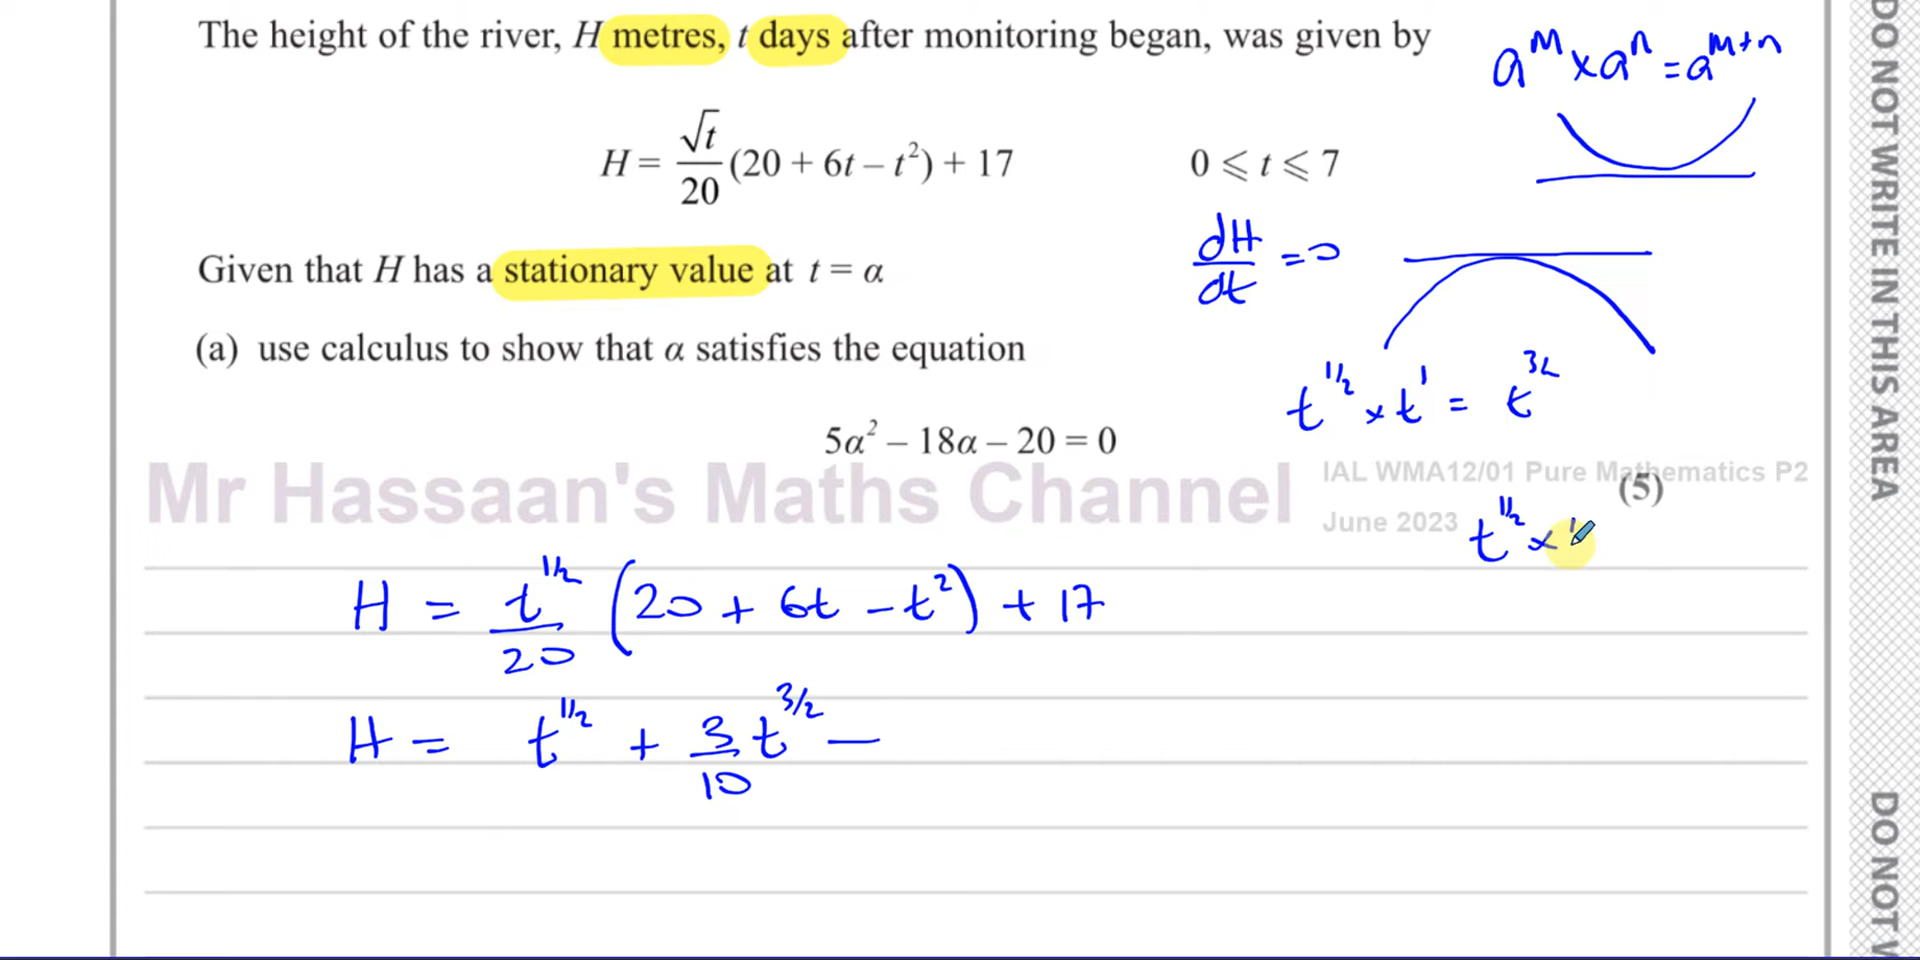 The height of the river, H metres, t days after monitoring began, was given by
a^m × a^n = a^{m+n}
H = \frac{√t}{20} (20 + 6t – t²) + 17    0 ⩽ t ⩽ 7
\frac{dH}{dt} = 0
Given that H has a stationary value at t = α
(a) use calculus to show that α satisfies the equation
t^{1/2} × t^1 = t^{3/2}
5α² – 18α – 20 = 0
Mr Hassaan's Maths Channel
IAL WMA12/01 Pure Mathematics P2
(5)
June 2023
t^{1/2} ×
H = \frac{t^{1/2}}{20} (20 + 6t – t²) + 17
H = t^{1/2} + \frac{3}{10} t^{3/2} –
DO NOT WRITE IN THIS AREA
DO NOT